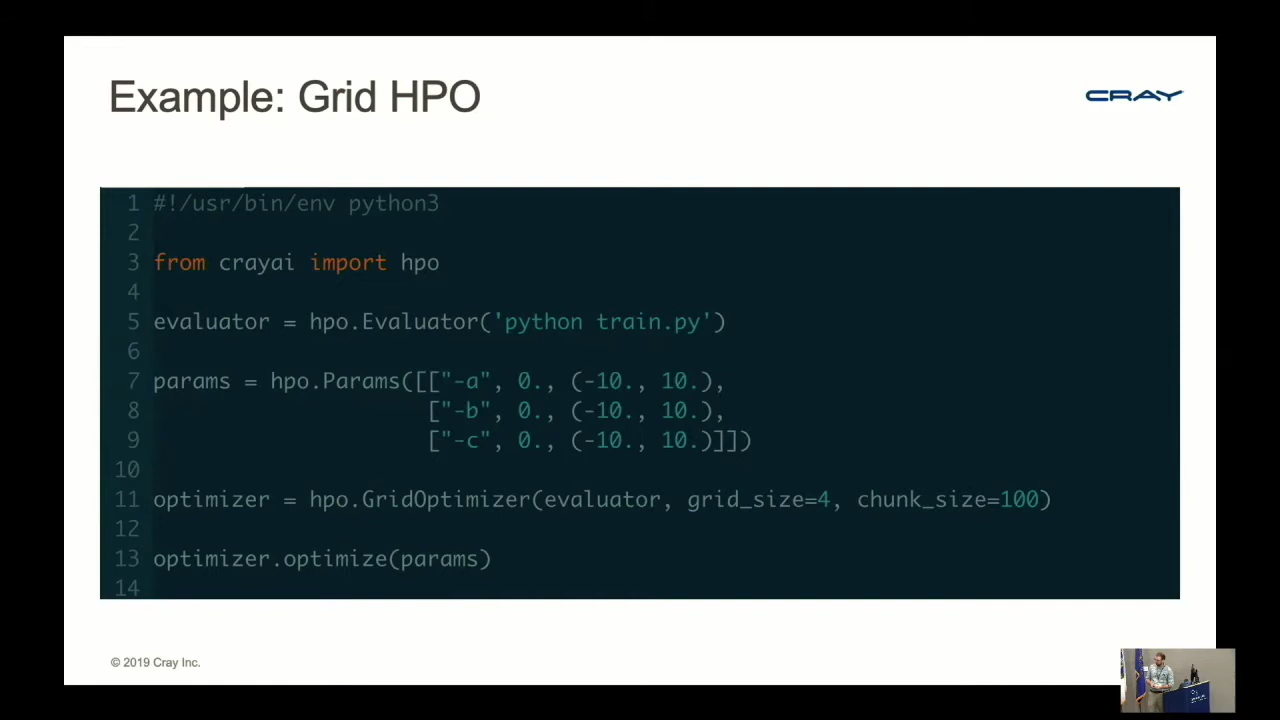 Example: Grid HPO
CRAY
1 #!/usr/bin/env python3
2
3 from crayai import hpo
4
5 evaluator = hpo.Evaluator('python train.py')
6
7 params = hpo.Params([["-a", 0., (-10., 10.),
8 ["-b", 0., (-10., 10.),
9 ["-c", 0., (-10., 10.)]]])
10
11 optimizer = hpo.GridOptimizer(evaluator, grid_size=4, chunk_size=100)
12
13 optimizer.optimize(params)
14
© 2019 Cray Inc.